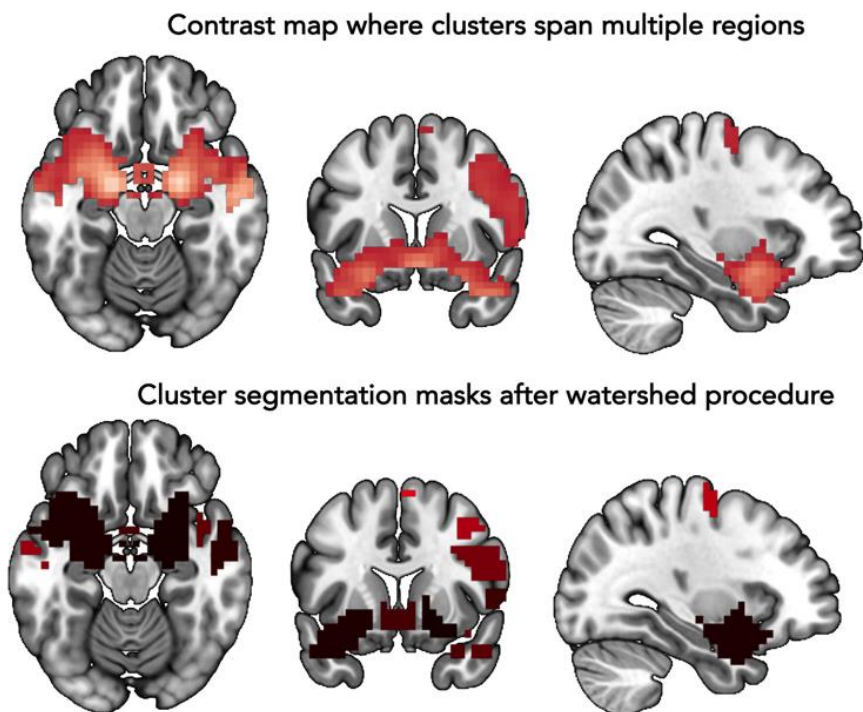 Contrast map where clusters span multiple regions
Cluster segmentation masks after watershed procedure